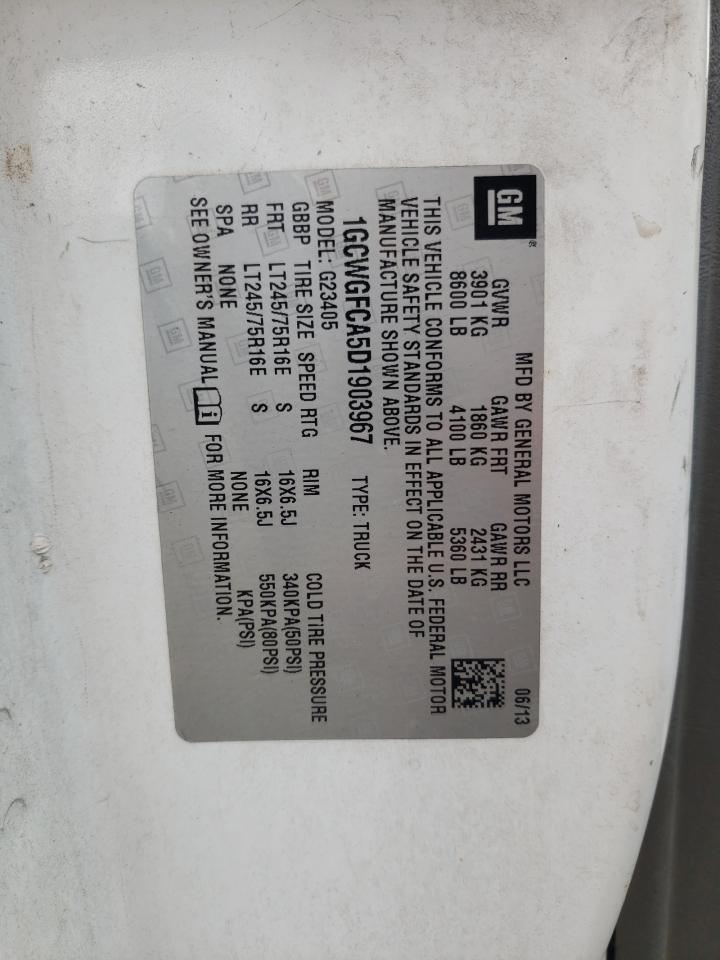 GM ®
MFD BY GENERAL MOTORS LLC 06/13
GVWR GAWR FRT GAWR RR
3901 KG 1860 KG 2431 KG
8600 LB 4100 LB 5360 LB
THIS VEHICLE CONFORMS TO ALL APPLICABLE U.S. FEDERAL MOTOR
VEHICLE SAFETY STANDARDS IN EFFECT ON THE DATE OF
MANUFACTURE SHOWN ABOVE.
1GCWGFCA5D1903967 TYPE: TRUCK
MODEL: G23405
GBBP TIRE SIZE SPEED RTG RIM COLD TIRE PRESSURE
FRT LT245/75R16E S 16X6.5J 340KPA(50PSI)
RR LT245/75R16E S 16X6.5J 550KPA(80PSI)
SPA NONE NONE KPA(PSI)
SEE OWNER'S MANUAL i FOR MORE INFORMATION.